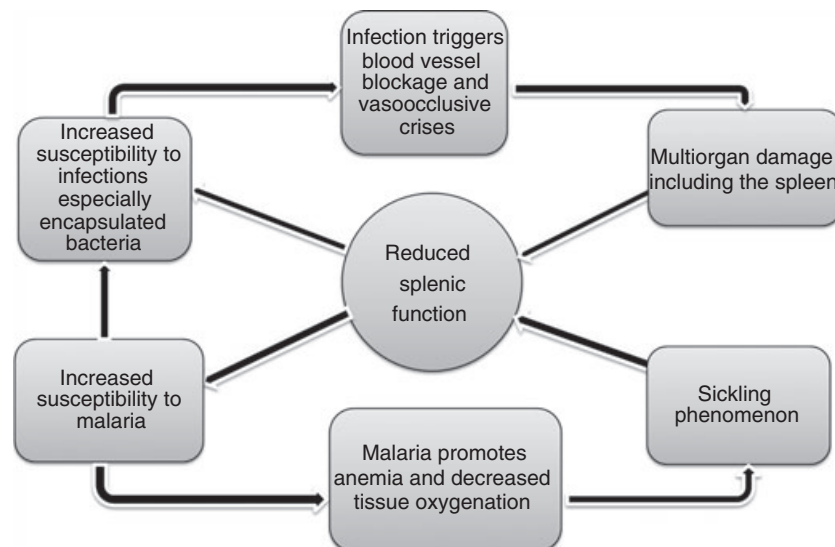 Infection triggers
blood vessel
blockage and
vasoocclusive
crises
Increased
susceptibility to
infections
especially
encapsulated
bacteria
Multiorgan damage
including the spleen
Reduced
splenic
function
Increased
susceptibility to
malaria
Sickling
phenomenon
Malaria promotes
anemia and decreased
tissue oxygenation